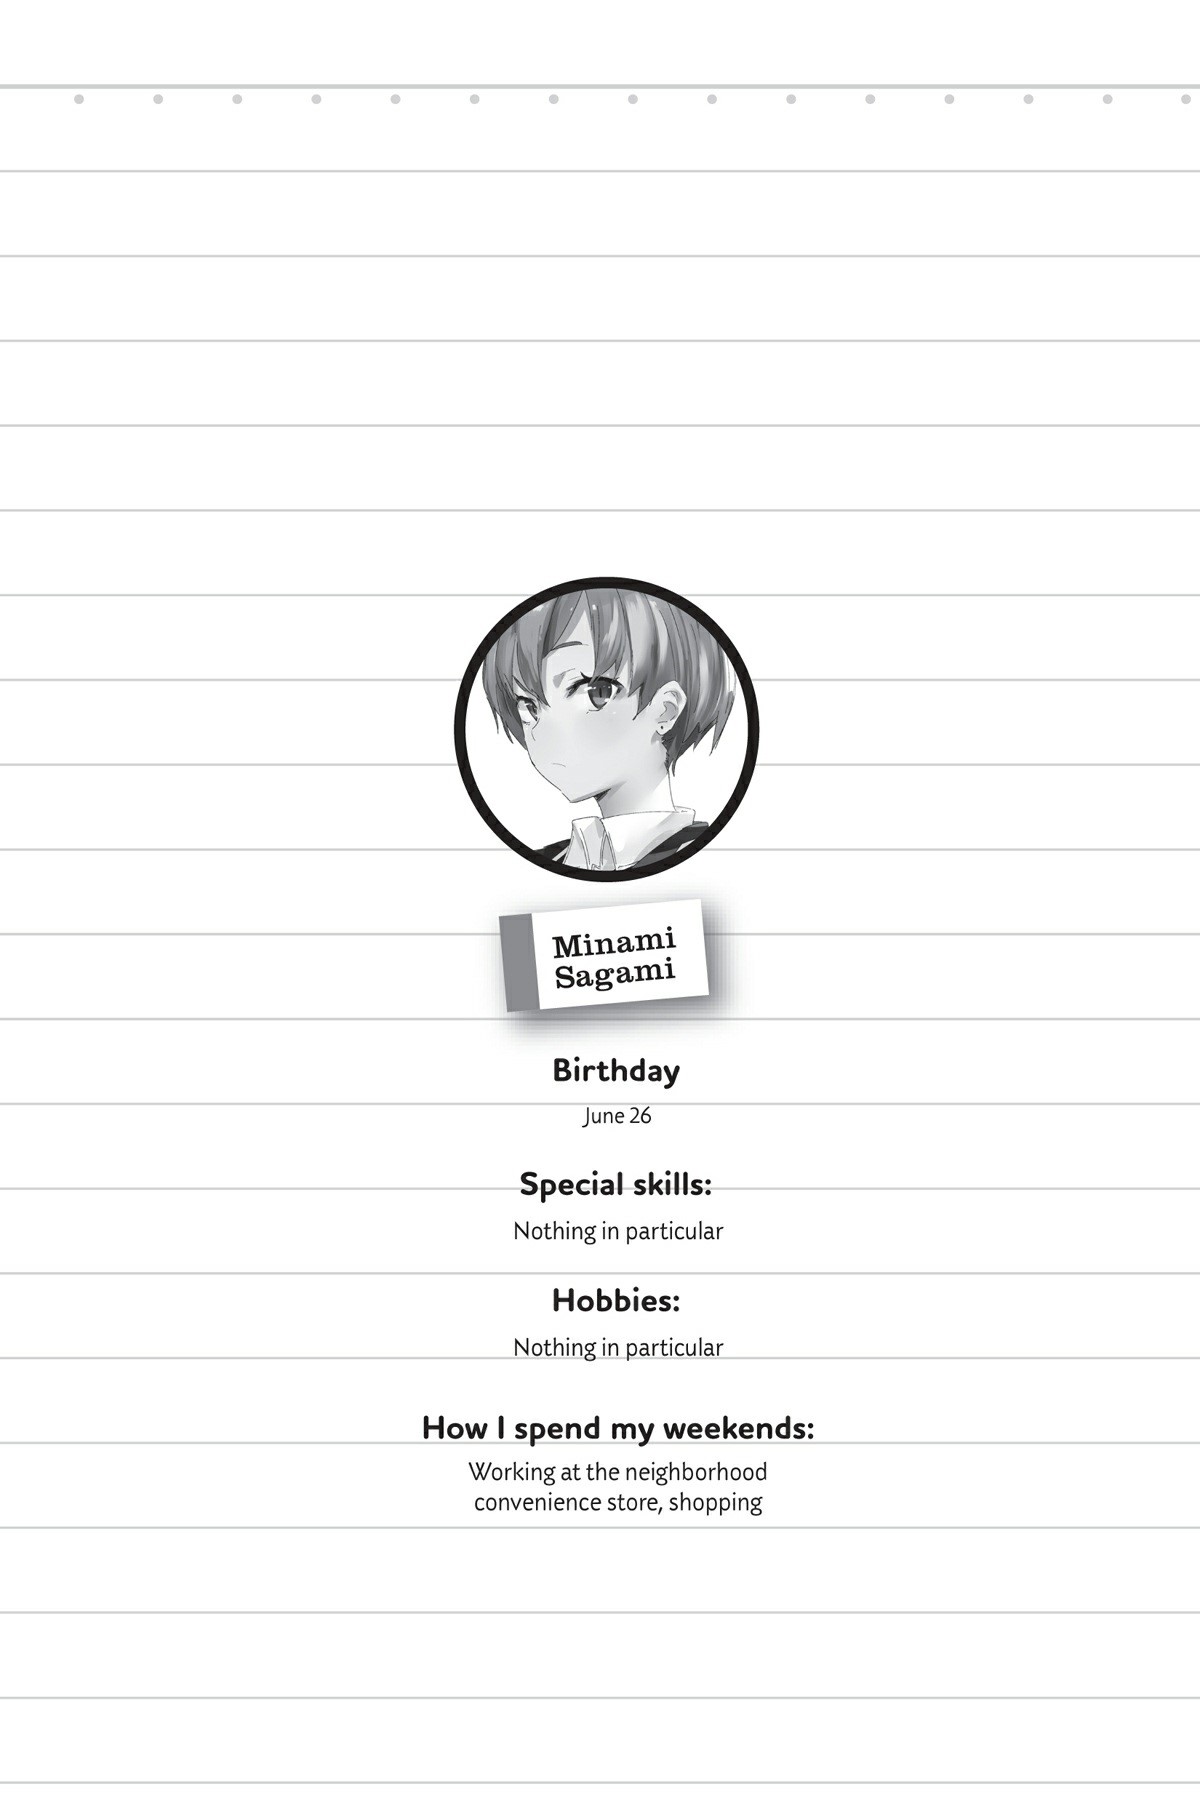 Minami
Sagami
Birthday
June 26
Special skills:
Nothing in particular
Hobbies:
Nothing in particular
How I spend my weekends:
Working at the neighborhood
convenience store, shopping